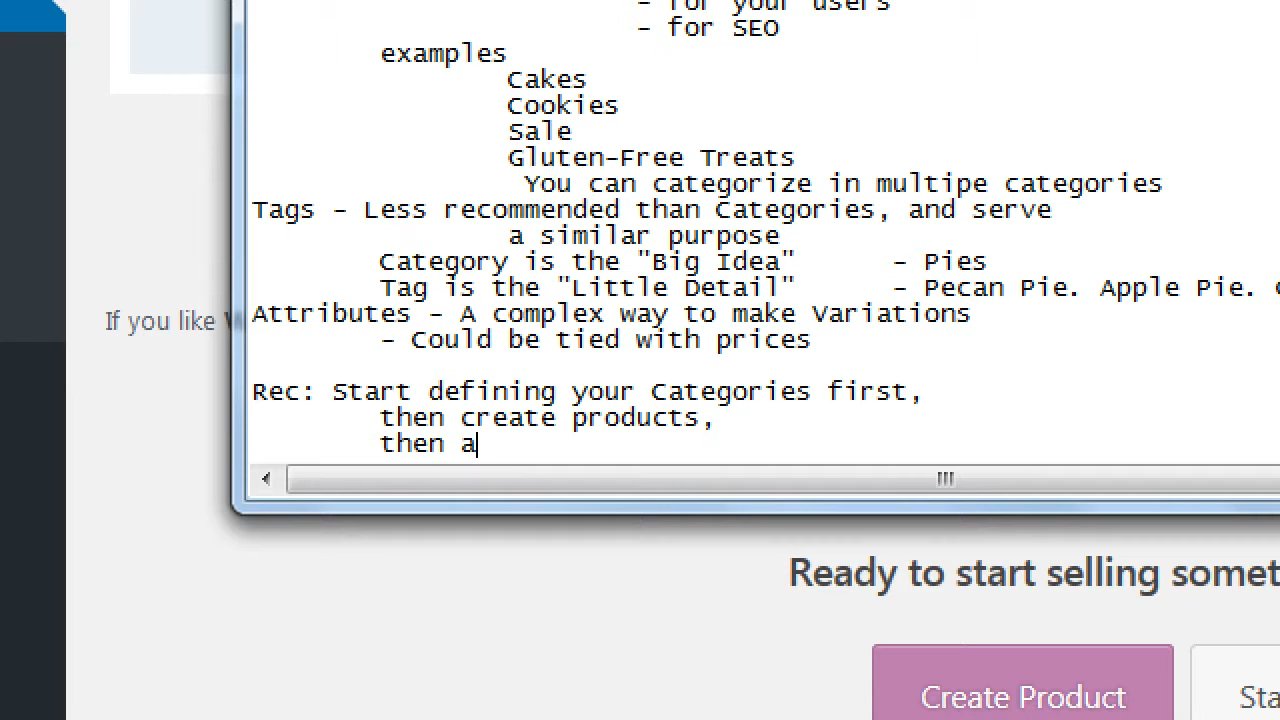 - for your users
- for SEO
examples
Cakes
Cookies
Sale
Gluten-Free Treats
You can categorize in multipe categories
Tags - Less recommended than Categories, and serve
a similar purpose
Category is the "Big Idea" - Pies
Tag is the "Little Detail" - Pecan Pie. Apple Pie.
If you like
Attributes - A complex way to make Variations
- Could be tied with prices
Rec: Start defining your Categories first,
then create products,
then a
Ready to start selling somet
Create Product
Sta